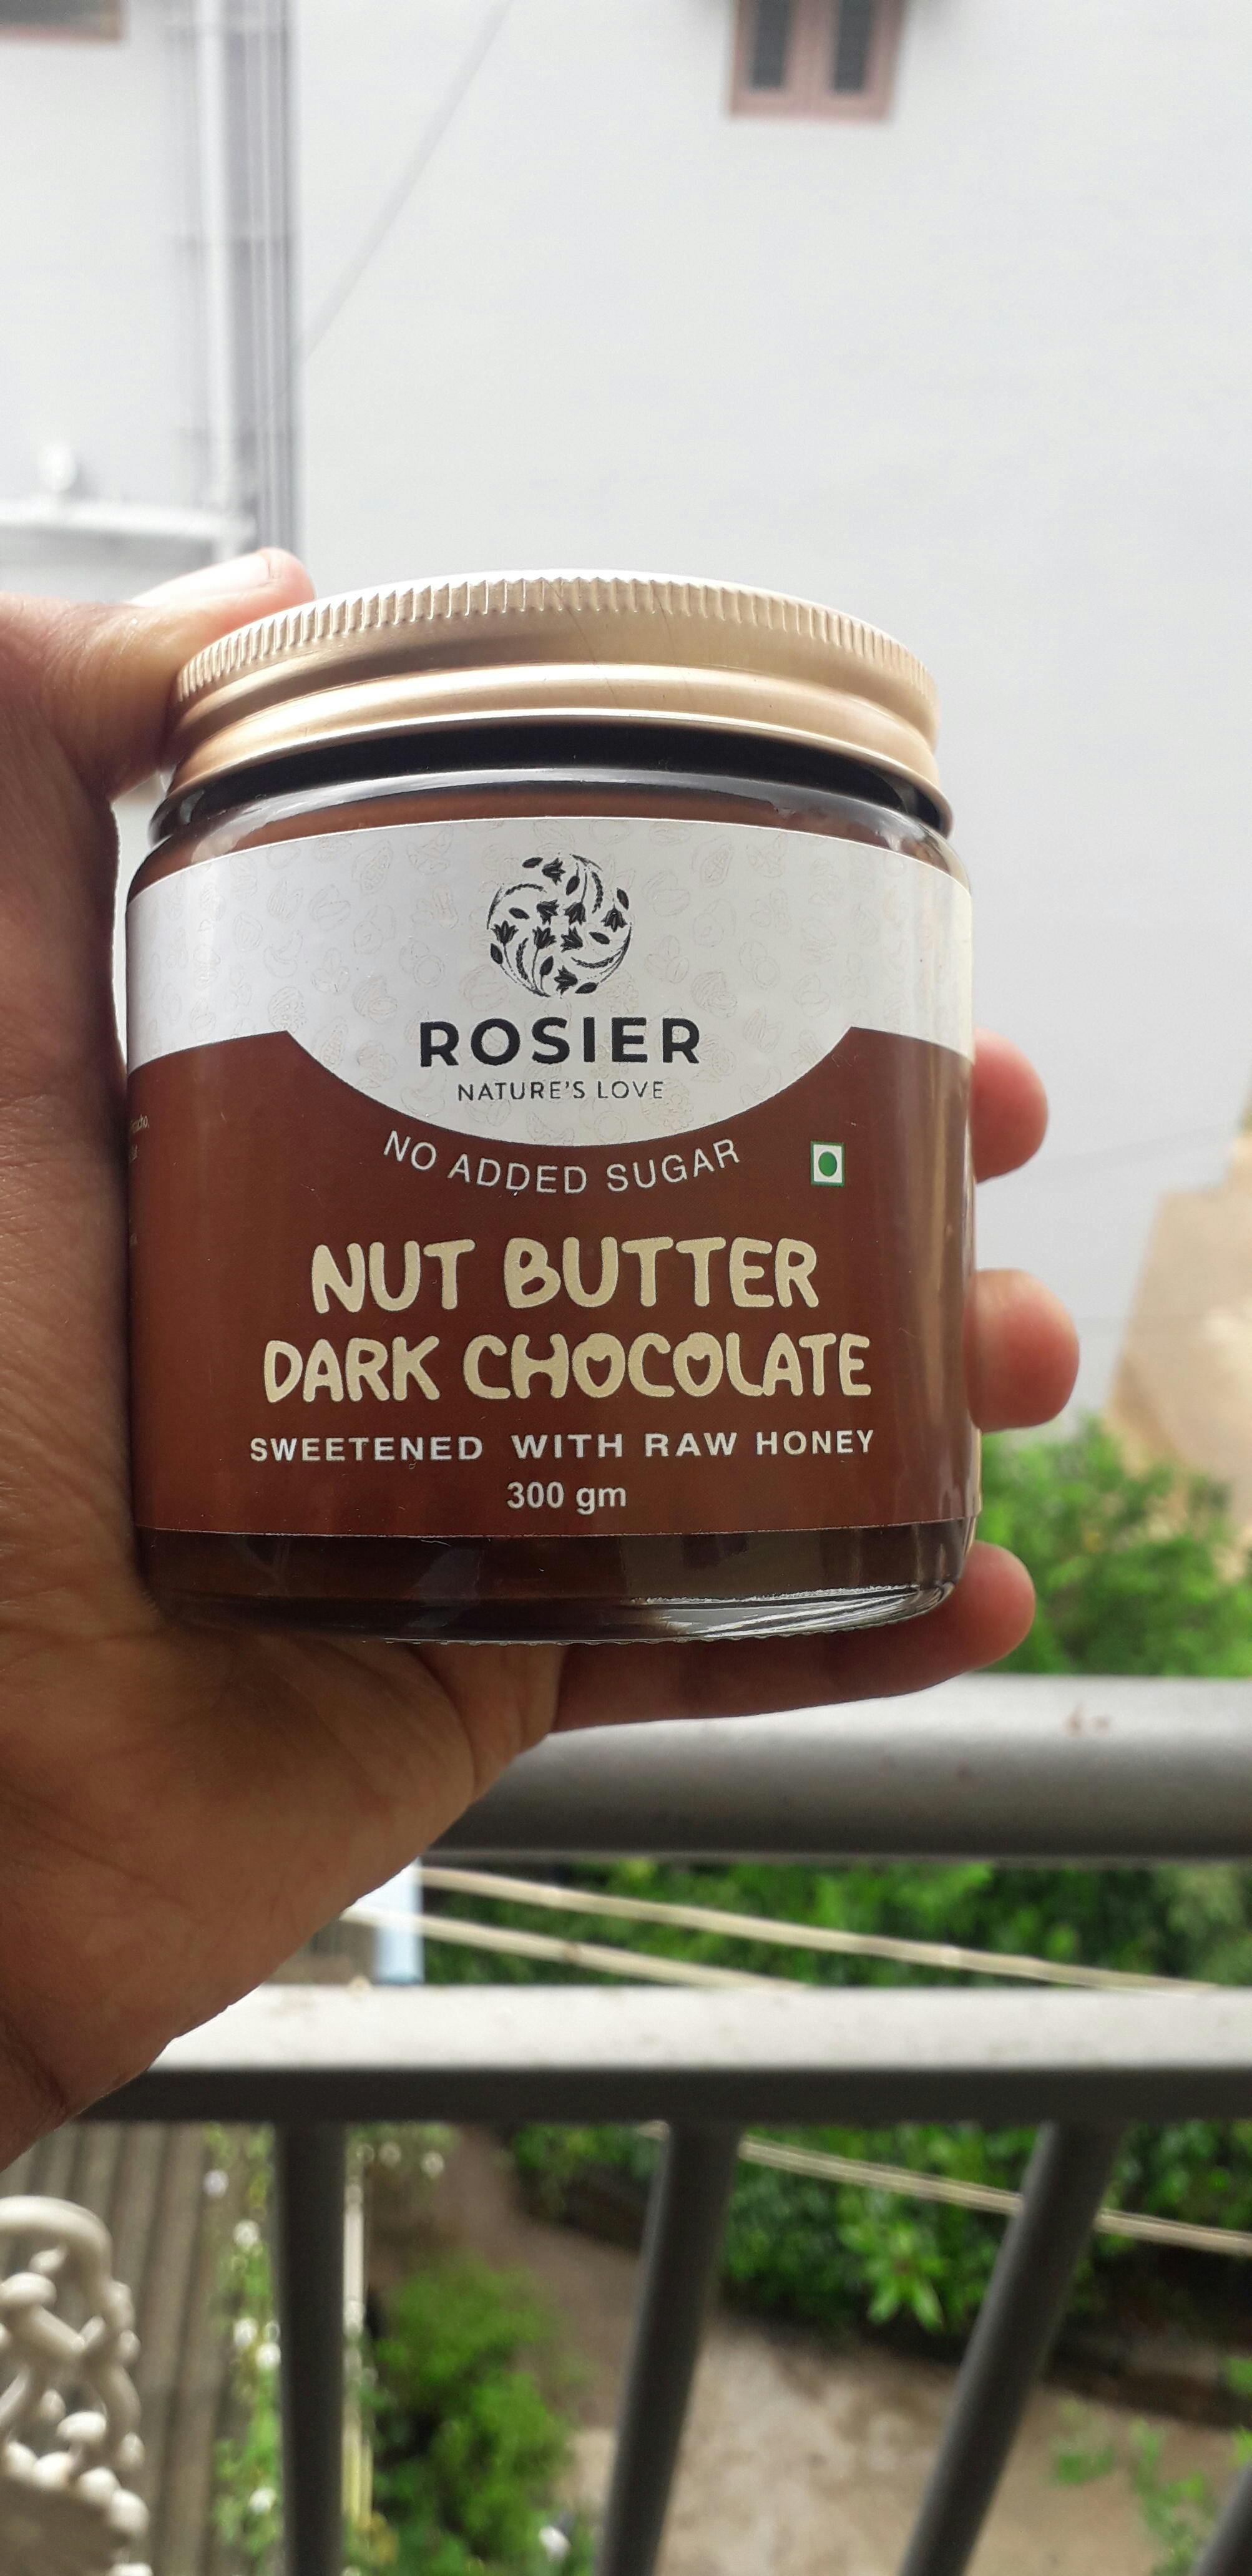 ROSIER
NATURE'S LOVE
NO ADDED SUGAR
NUT BUTTER
DARK CHOCOLATE
SWEETENED WITH RAW HONEY
300 gm